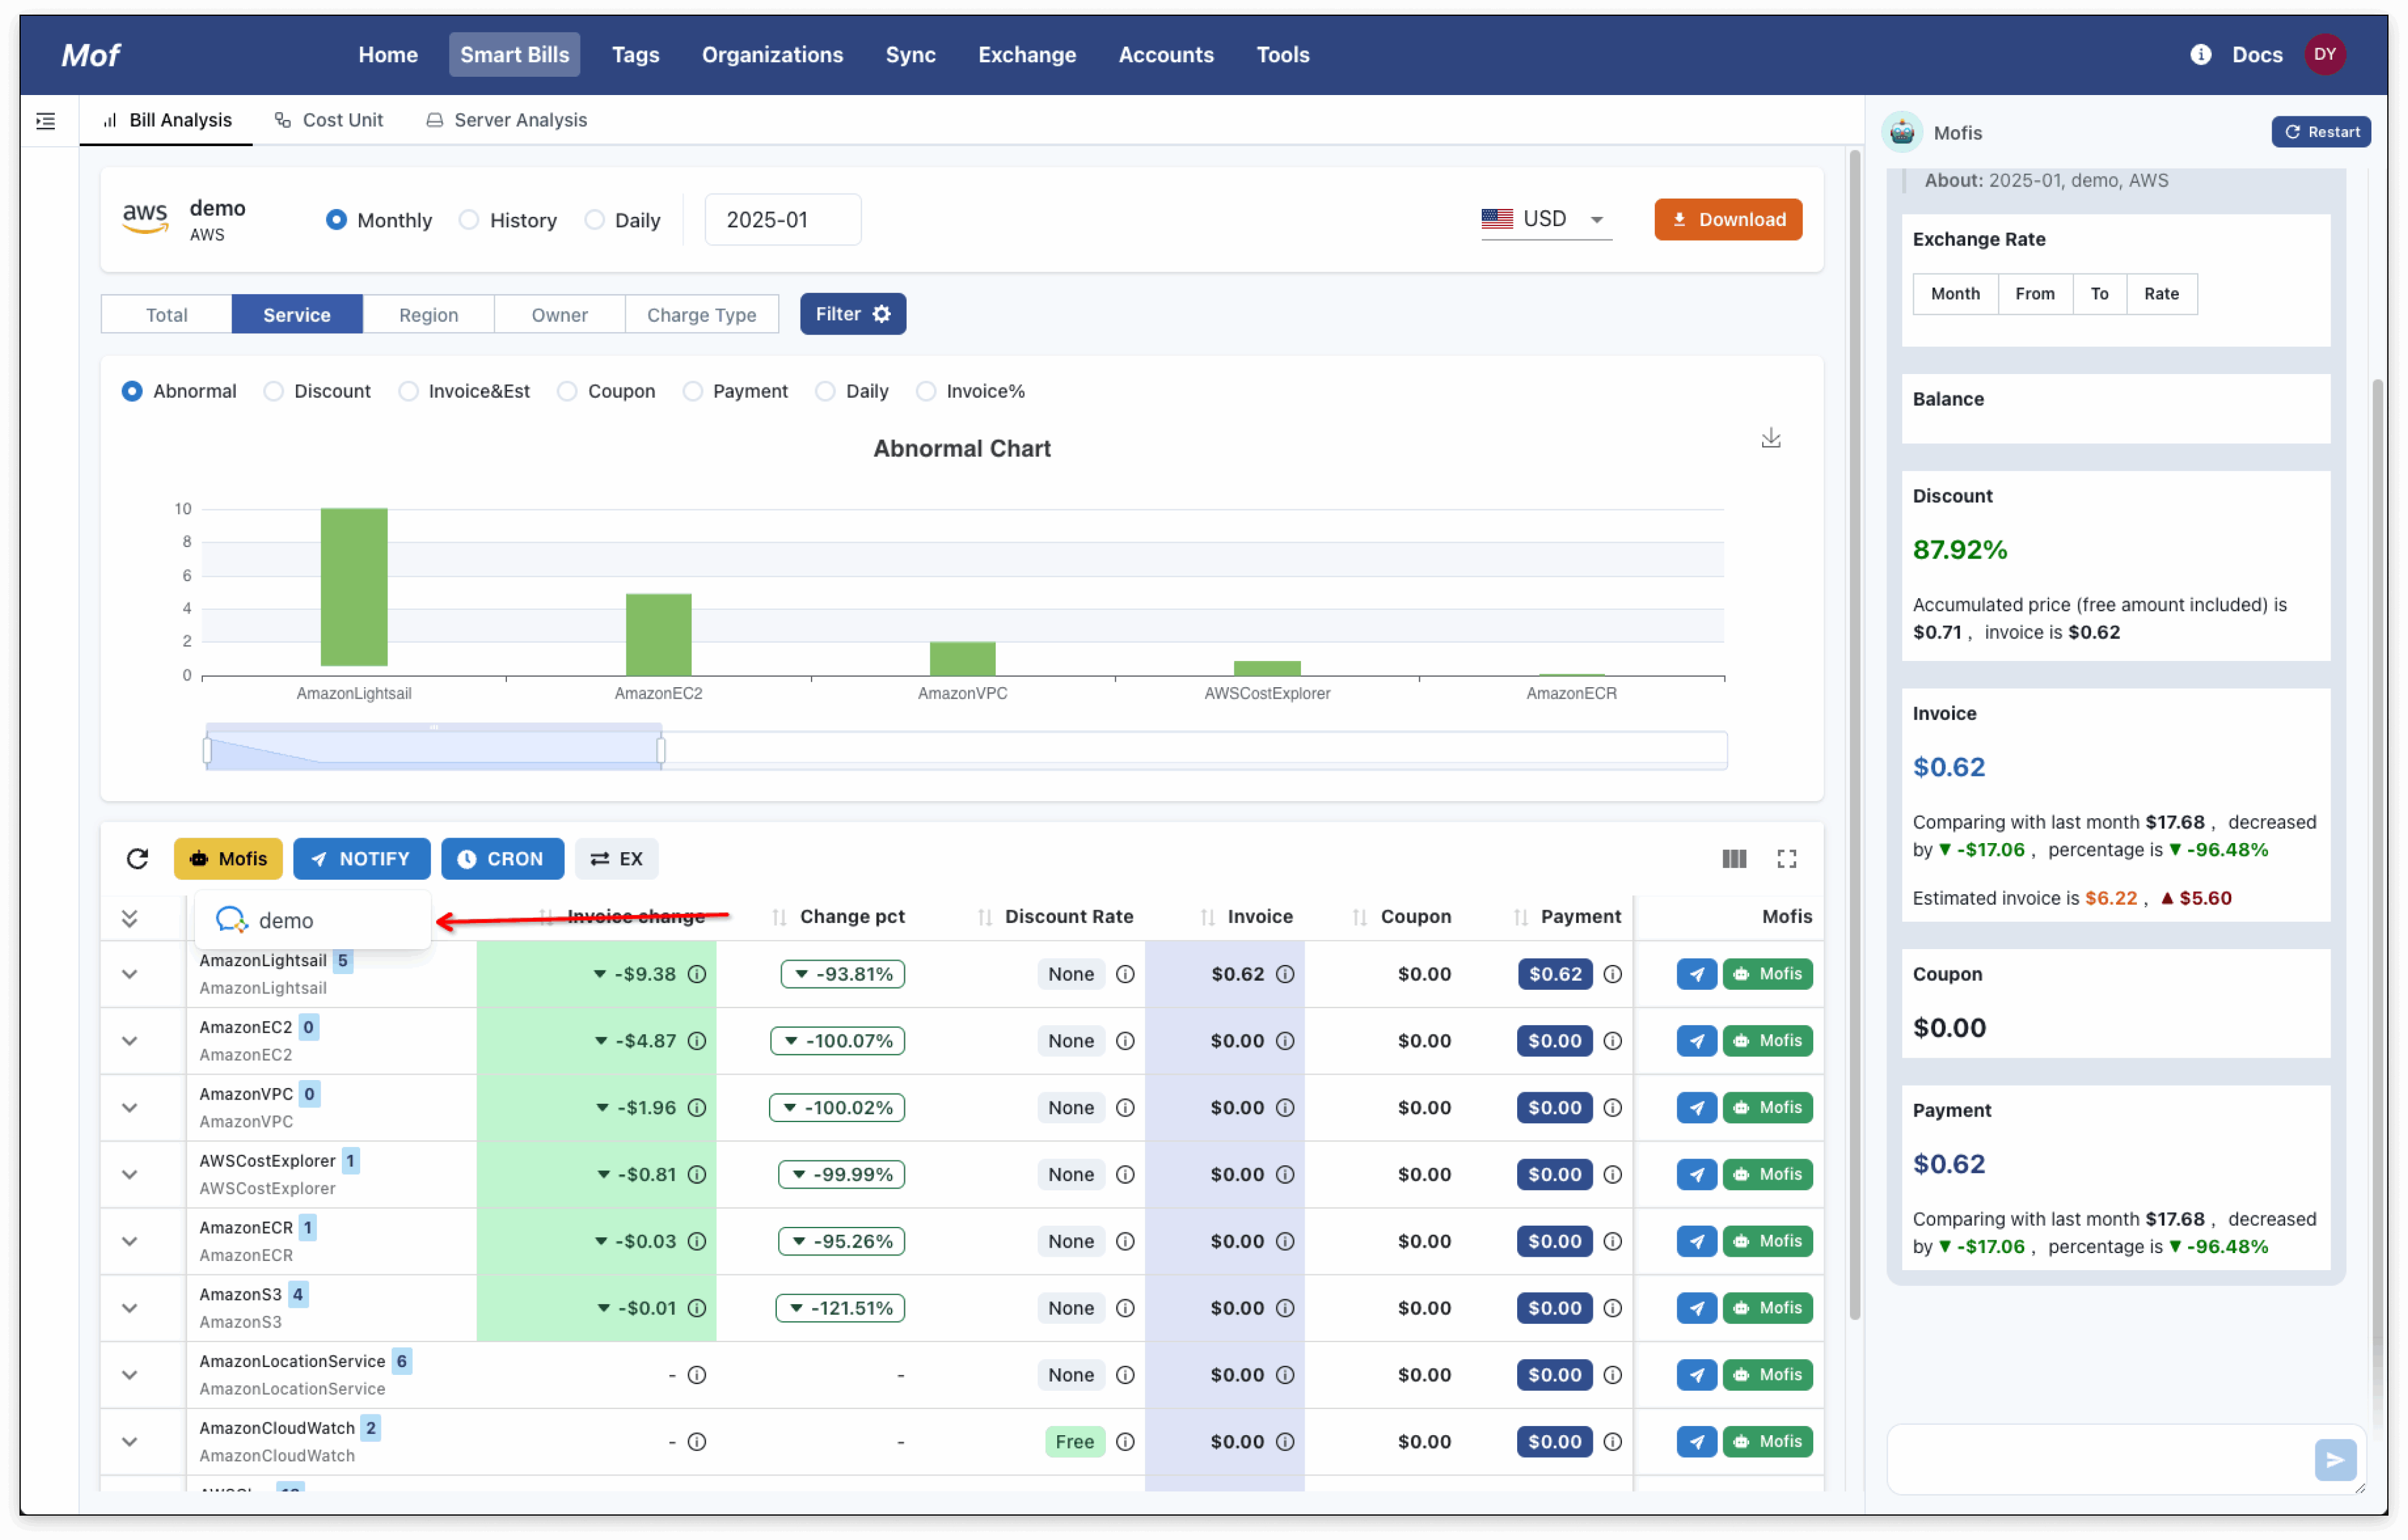 Mof
Home Smart Bills Tags Organizations Sync Exchange Accounts Tools
Docs DY
Bill Analysis Cost Unit Server Analysis
aws demo
AWS
Monthly History Daily 2025-01
USD Download
Total Service Region Owner Charge Type Filter
Abnormal Discount Invoice&Est Coupon Payment Daily Invoice%
Abnormal Chart
10
8
6
4
2
0
AmazonLightsail AmazonEC2 AmazonVPC AWSCostExplorer AmazonECR
Mofis NOTIFY CRON EX
demo
Invoice change Change pct Discount Rate Invoice Coupon Payment Mofis
AmazonLightsail 5
AmazonLightsail
-$9.38 -93.81% None $0.62 $0.00 $0.62 Mofis
AmazonEC2 0
AmazonEC2
-$4.87 -100.07% None $0.00 $0.00 $0.00 Mofis
AmazonVPC 0
AmazonVPC
-$1.96 -100.02% None $0.00 $0.00 $0.00 Mofis
AWSCostExplorer 1
AWSCostExplorer
-$0.81 -99.99% None $0.00 $0.00 $0.00 Mofis
AmazonECR 1
AmazonECR
-$0.03 -95.26% None $0.00 $0.00 $0.00 Mofis
AmazonS3 4
AmazonS3
-$0.01 -121.51% None $0.00 $0.00 $0.00 Mofis
AmazonLocationService 6
AmazonLocationService
- - None $0.00 $0.00 $0.00 Mofis
AmazonCloudWatch 2
AmazonCloudWatch
- - Free $0.00 $0.00 $0.00 Mofis
Mofis Restart
About: 2025-01, demo, AWS
Exchange Rate
Month From To Rate
Balance
Discount
87.92%
Accumulated price (free amount included) is
$0.71 , invoice is $0.62
Invoice
$0.62
Comparing with last month $17.68 , decreased
by ▼ -$17.06 , percentage is ▼ -96.48%
Estimated invoice is $6.22 , ▲ $5.60
Coupon
$0.00
Payment
$0.62
Comparing with last month $17.68 , decreased
by ▼ -$17.06 , percentage is ▼ -96.48%